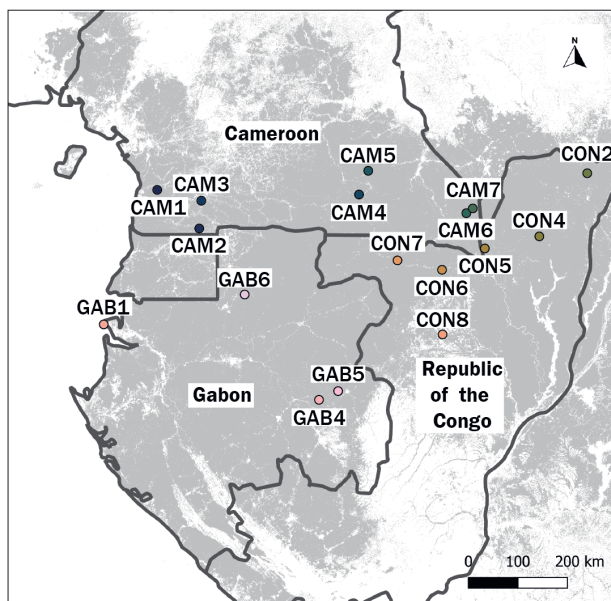 N
Cameroon
CAM5
CON2
CAM3
CAM7
CAM1
CAM4
CAM6
CAM2
CON4
CON7
CON5
GAB6
CON6
GAB1
CON8
GAB5
Republic
of the
Congo
Gabon
GAB4
0 100 200 km